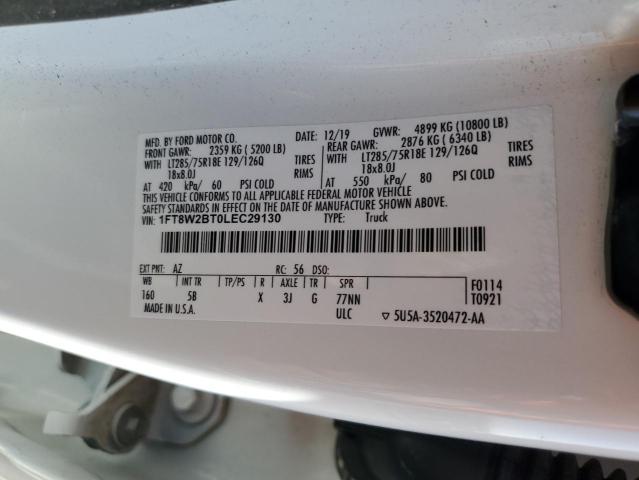 MFD. BY FORD MOTOR CO. DATE: 12/19 GVWR: 4899 KG (10800 LB)
FRONT GAWR: 2359 KG ( 5200 LB) REAR GAWR: 2876 KG ( 6340 LB)
WITH LT285/75R18E 129/126Q TIRES WITH LT285/75R18E 129/126Q TIRES
18x8.0J RIMS 18x8.0J RIMS
AT 420 kPa/ 60 PSI COLD AT 550 kPa/ 80 PSI COLD
THIS VEHICLE CONFORMS TO ALL APPLICABLE FEDERAL MOTOR VEHICLE
SAFETY STANDARDS IN EFFECT ON THE DATE OF MANUFACTURE SHOWN ABOVE.
VIN: 1FT8W2BT0LEC29130 TYPE: Truck
EXT PNT: AZ RC: 56 DSO:
WB INT TR TP/PS R AXLE TR SPR F0114
160 5B X 3J G 77NN T0921
MADE IN U.S.A. ULC ▽ 5U5A-3520472-AA